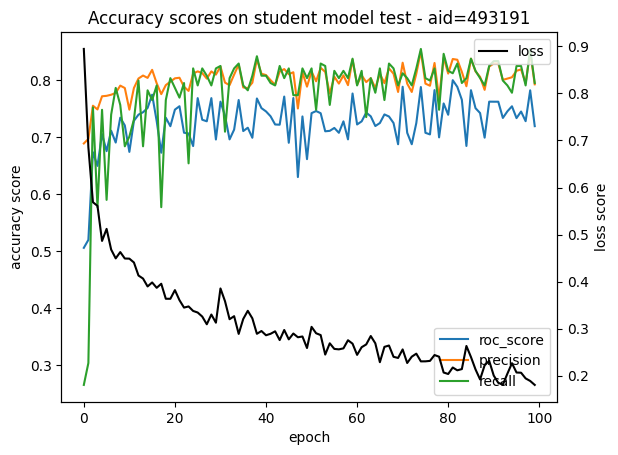 Accuracy scores on student model test - aid=493191
loss
accuracy score
0.8
0.7
0.6
0.5
0.4
0.3
0.9
0.8
0.7
0.6
0.5
0.4
0.3
0.2
loss score
roc_score
precision
recall
0
20
40
60
80
100
epoch